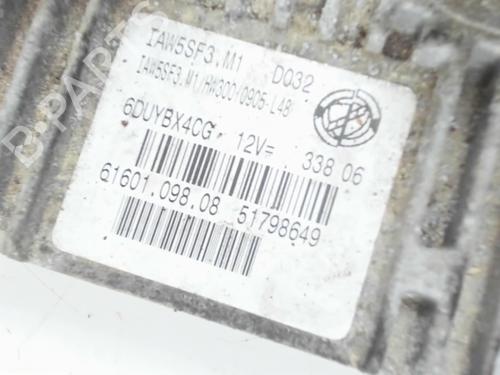 IAW5SF3.M1 D032
IAW5SF3.M1/HW300/0905-L48
6DUYBX4CG 12V= 338 06
61601.098.08 51798649
B-PARTS